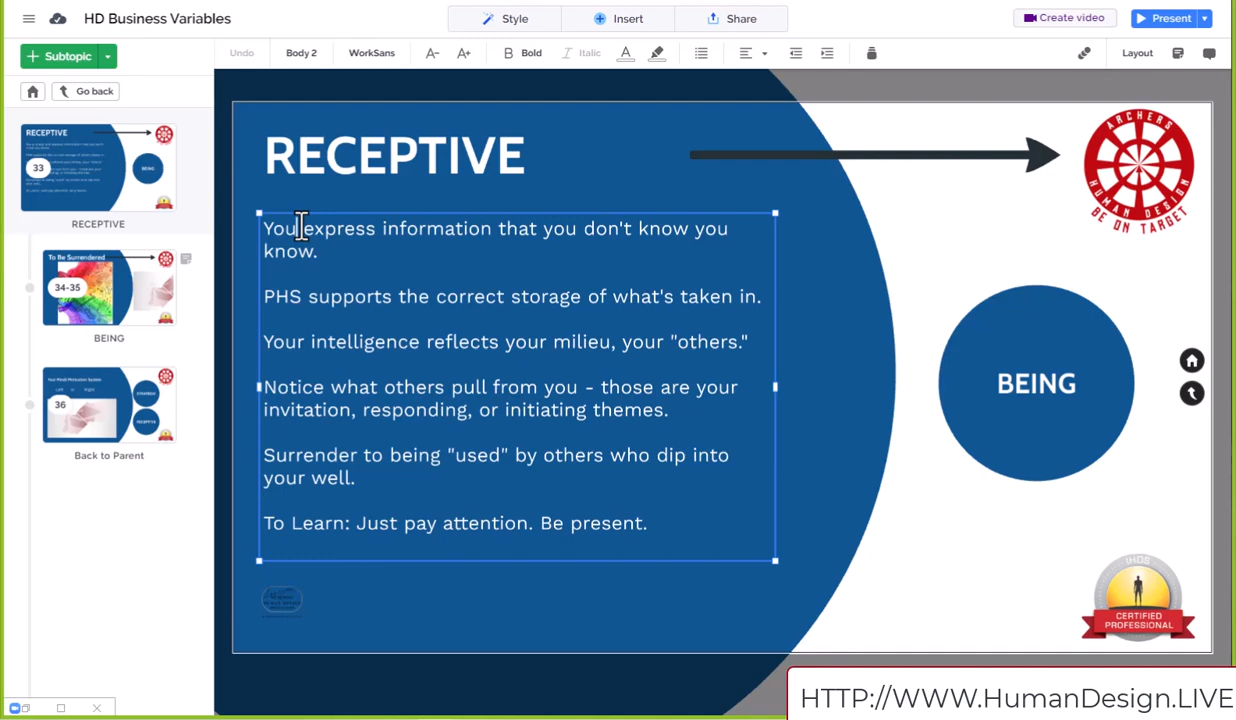 HD Business Variables
Style
Insert
Share
Create video
Present
Subtopic
Undo
Body 2
WorkSans
A-
A+
B Bold
I Italic
A
Layout
Go back
RECEPTIVE
33
BEING
RECEPTIVE
To Be Surrendered
34-35
BEING
36
Back to Parent
RECEPTIVE
You express information that you don't know you
know.
PHS supports the correct storage of what's taken in.
Your intelligence reflects your milieu, your "others."
Notice what others pull from you - those are your
invitation, responding, or initiating themes.
Surrender to being "used" by others who dip into
your well.
To Learn: Just pay attention. Be present.
ARCHERS
HUMAN DESIGN
BE ON TARGET
BEING
IHDS
CERTIFIED
PROFESSIONAL
HTTP://WWW.HumanDesign.LIVE